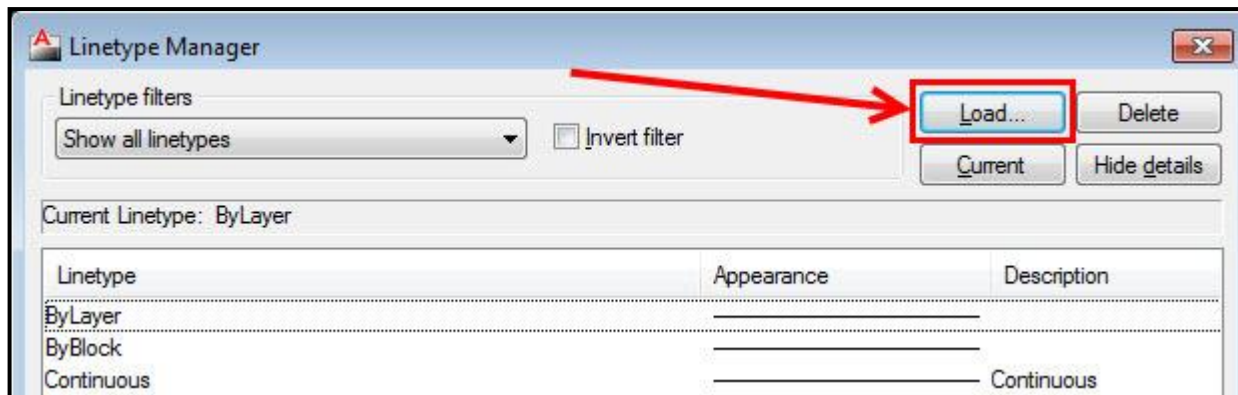 Linetype Manager
Linetype filters
Show all linetypes
Invert filter
Load...
Delete
Current
Hide details
Current Linetype: ByLayer
Linetype Appearance Description
ByLayer
ByBlock
Continuous Continuous